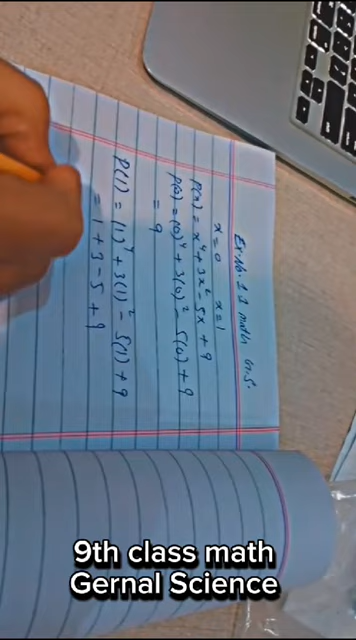 Ex.No. 1.1 math G.S.
x = 0 x = 1
p(x) = x⁴ + 3x² - 5x + 9
p(0) = (0)⁴ + 3(0)² - 5(0) + 9
= 9
p(1) = (1)⁴ + 3(1)² - 5(1) + 9
= 1 + 3 - 5 + 9
9th class math
Gernal Science